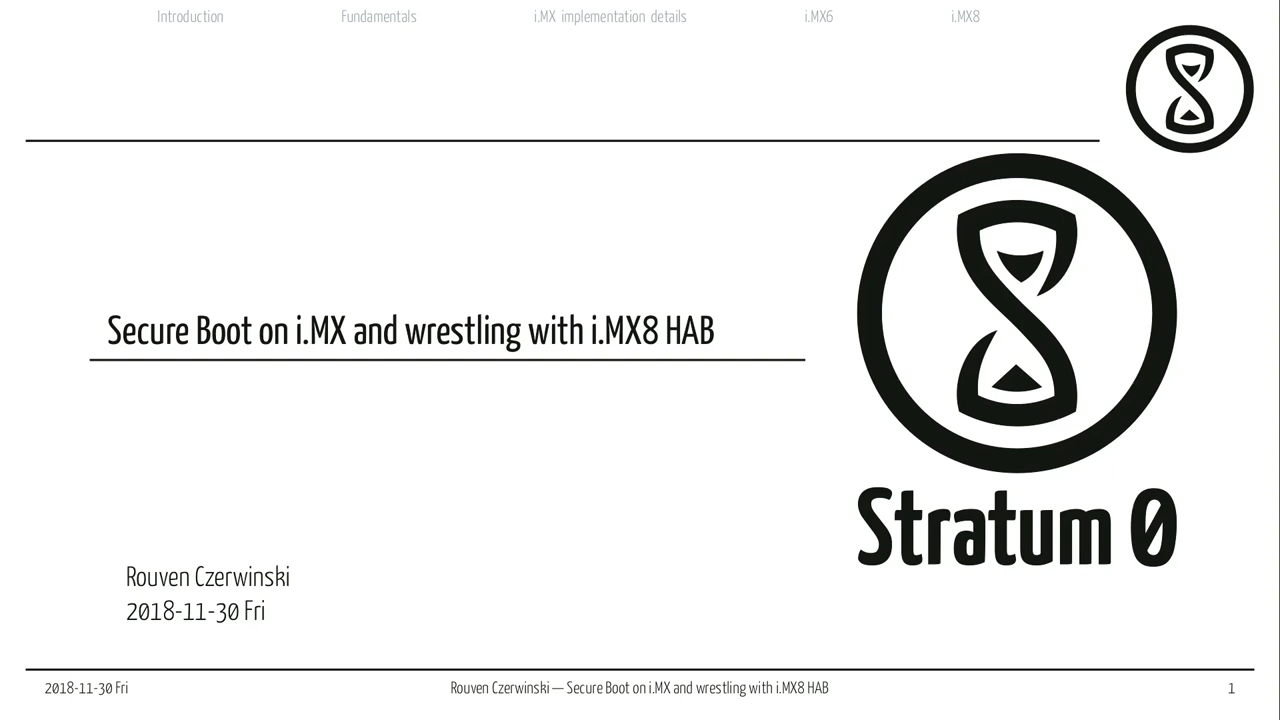 Introduction Fundamentals i.MX implementation details i.MX6 i.MX8
Secure Boot on i.MX and wrestling with i.MX8 HAB
Stratum 0
Rouven Czerwinski
2018-11-30 Fri
2018-11-30 Fri Rouven Czerwinski — Secure Boot on i.MX and wrestling with i.MX8 HAB 1